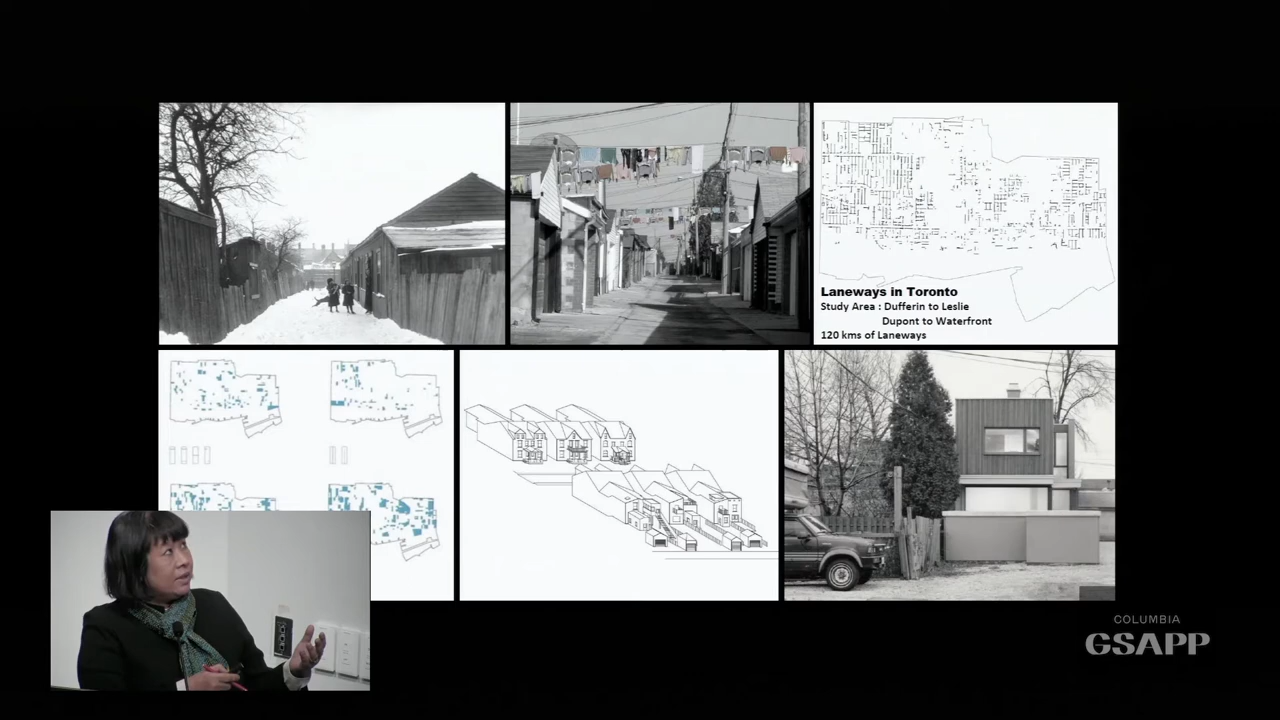 Laneways in Toronto
Study Area : Dufferin to Leslie
Dupont to Waterfront
120 kms of Laneways
COLUMBIA
GSAPP